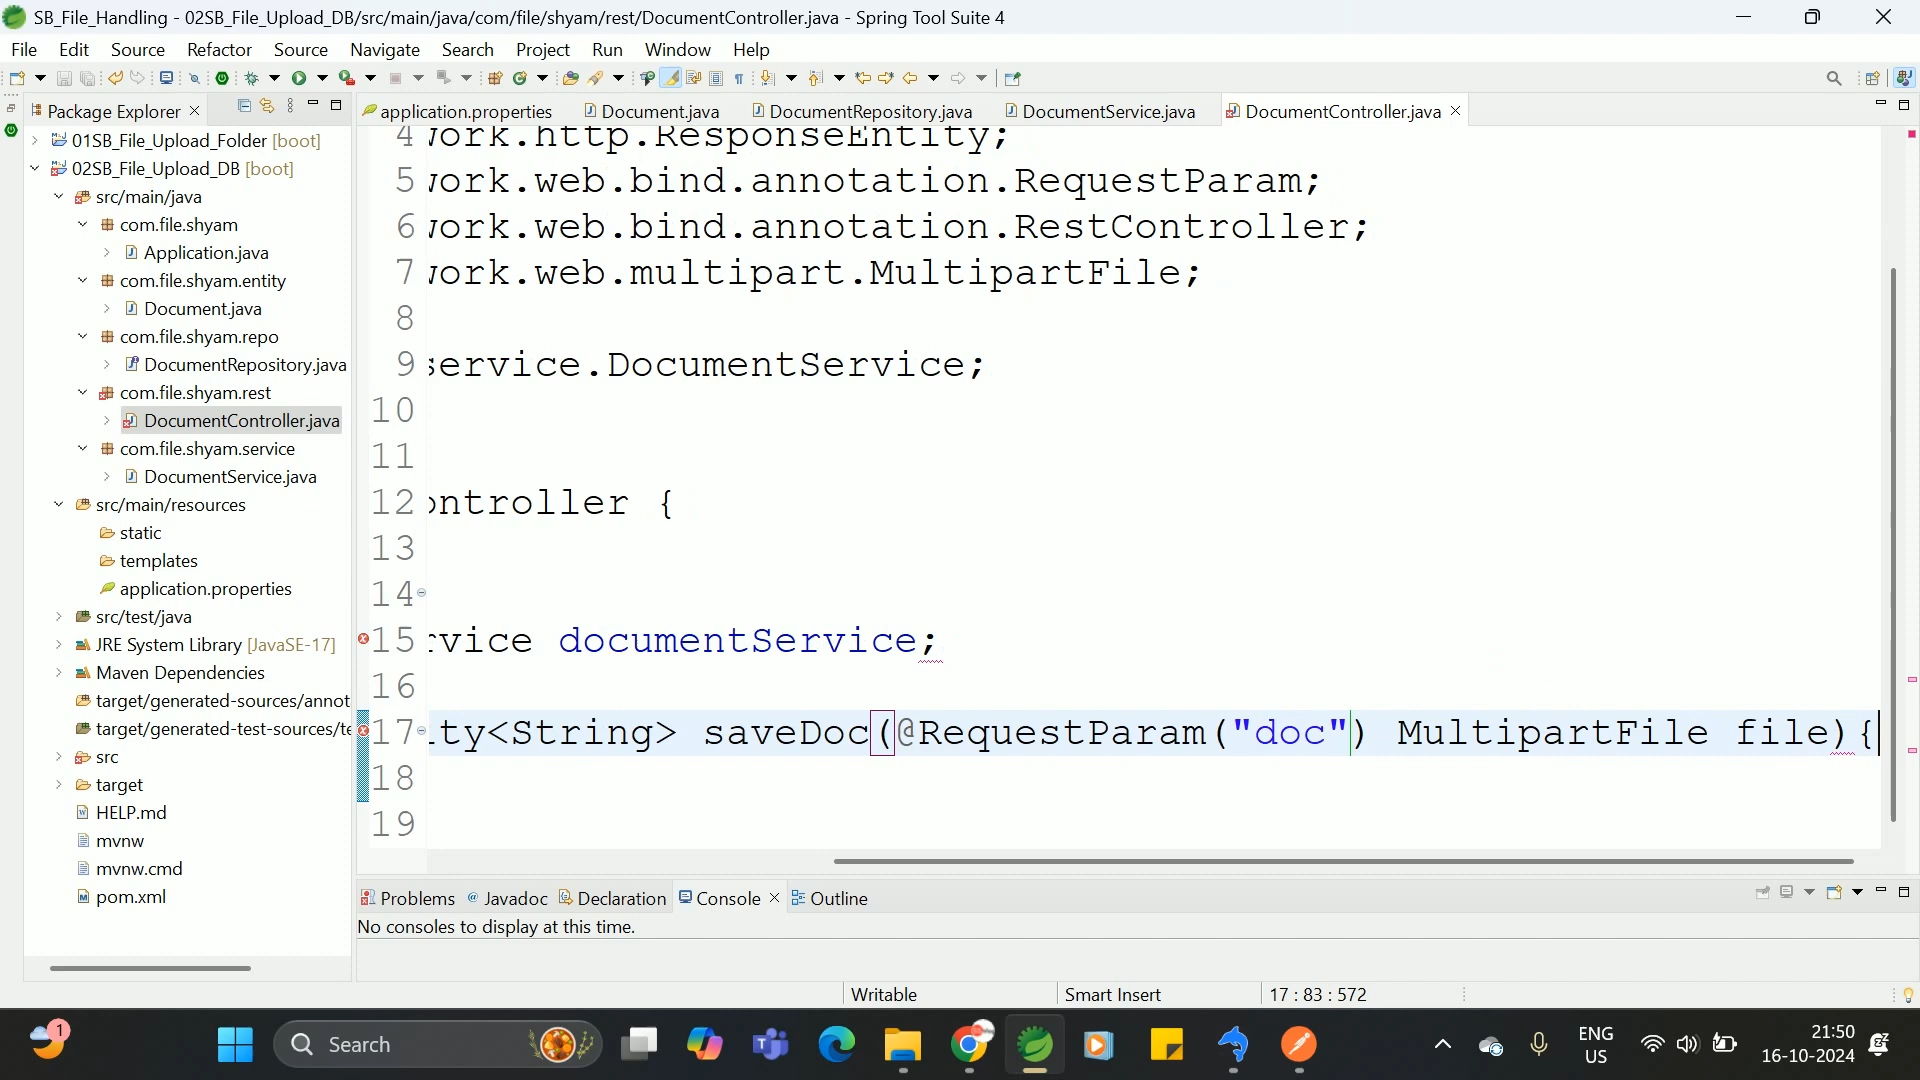 SB_File_Handling - 02SB_File_Upload_DB/src/main/java/com/file/shyam/rest/DocumentController.java - Spring Tool Suite 4
File Edit Source Refactor Source Navigate Search Project Run Window Help
Package Explorer
application.properties Document.java DocumentRepository.java DocumentService.java DocumentController.java
01SB_File_Upload_Folder [boot]
02SB_File_Upload_DB [boot]
src/main/java
com.file.shyam
Application.java
com.file.shyam.entity
Document.java
com.file.shyam.repo
DocumentRepository.java
com.file.shyam.rest
DocumentController.java
com.file.shyam.service
DocumentService.java
src/main/resources
static
templates
application.properties
src/test/java
JRE System Library [JavaSE-17]
Maven Dependencies
target/generated-sources/annot
target/generated-test-sources/te
src
target
HELP.md
mvnw
mvnw.cmd
pom.xml
4 work.http.ResponseEntity;
5 work.web.bind.annotation.RequestParam;
6 work.web.bind.annotation.RestController;
7 work.web.multipart.MultipartFile;
8
9 service.DocumentService;
10
11
12 ontroller {
13
14
15 rvice documentService;
16
17 ity<String> saveDoc(@RequestParam("doc") MultipartFile file){
18
19
Problems Javadoc Declaration Console Outline
No consoles to display at this time.
Writable Smart Insert 17 : 83 : 572
1
Search
ENG
US
21:50
16-10-2024